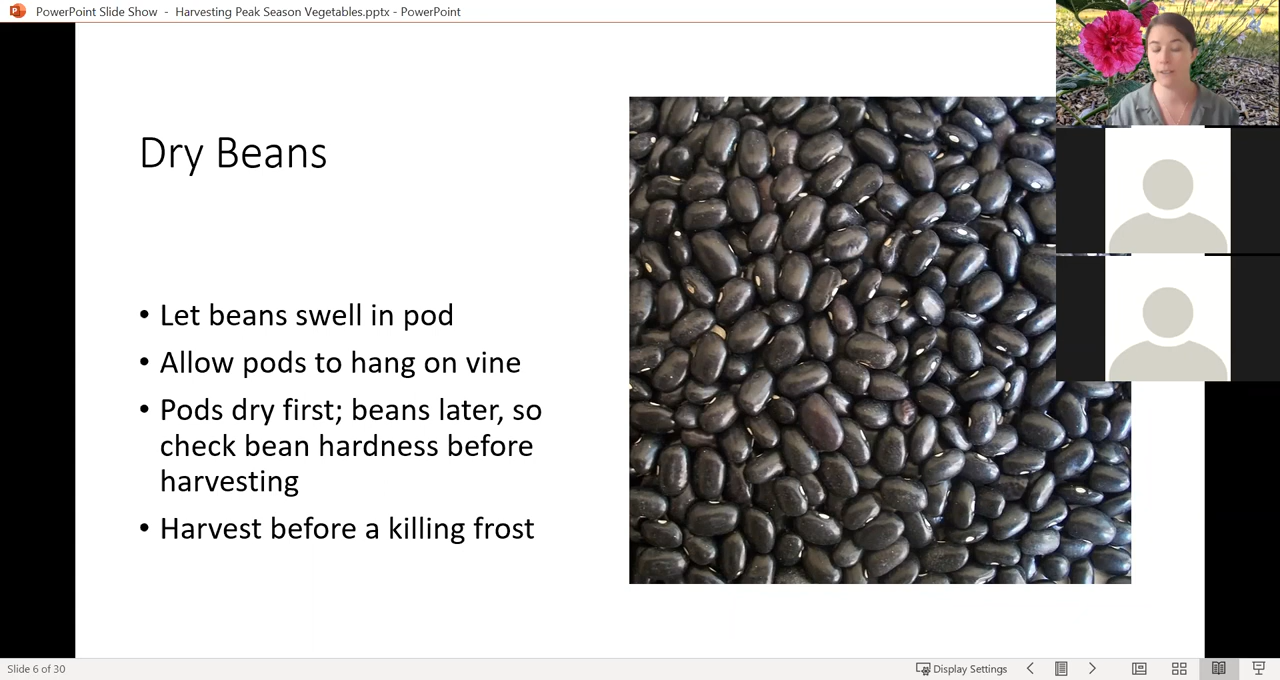 PowerPoint Slide Show - Harvesting Peak Season Vegetables.pptx - PowerPoint
Dry Beans
• Let beans swell in pod
• Allow pods to hang on vine
• Pods dry first; beans later, so
check bean hardness before
harvesting
• Harvest before a killing frost
Slide 6 of 30
Display Settings